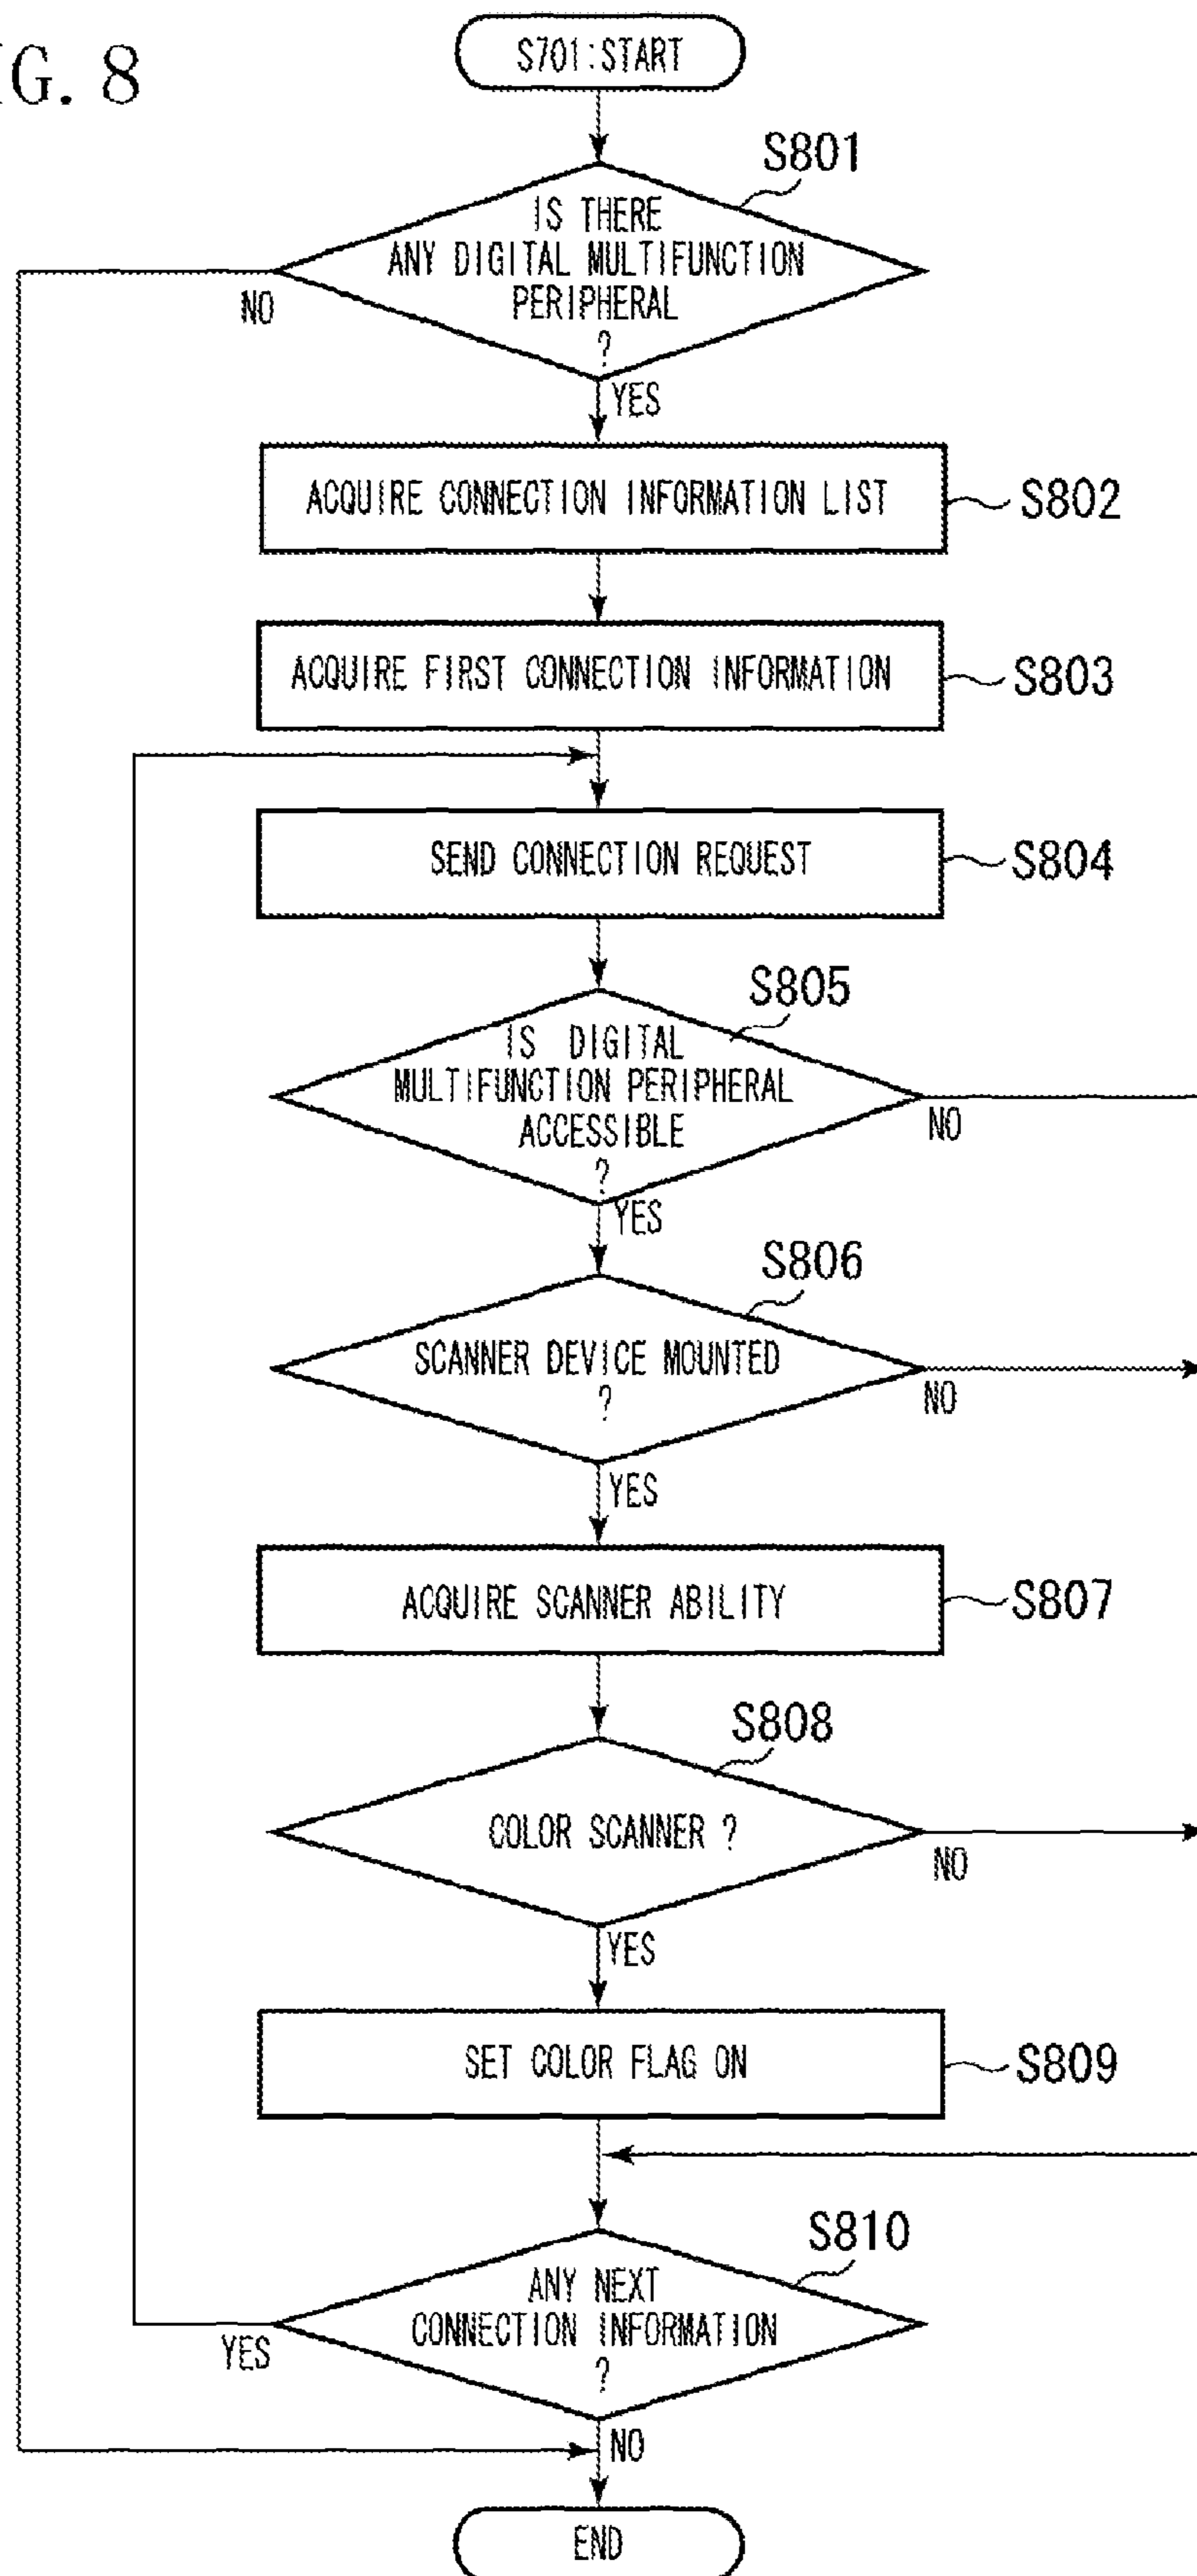 IG. 8
S701:START
S801
IS THERE
ANY DIGITAL MULTIFUNCTION
PERIPHERAL
?
NO
YES
ACQUIRE CONNECTION INFORMATION LIST
S802
ACQUIRE FIRST CONNECTION INFORMATION
S803
SEND CONNECTION REQUEST
S804
S805
IS DIGITAL
MULTIFUNCTION PERIPHERAL
ACCESSIBLE
?
NO
YES
S806
SCANNER DEVICE MOUNTED
?
NO
YES
ACQUIRE SCANNER ABILITY
S807
S808
COLOR SCANNER ?
NO
YES
SET COLOR FLAG ON
S809
S810
ANY NEXT
CONNECTION INFORMATION
?
YES
NO
END